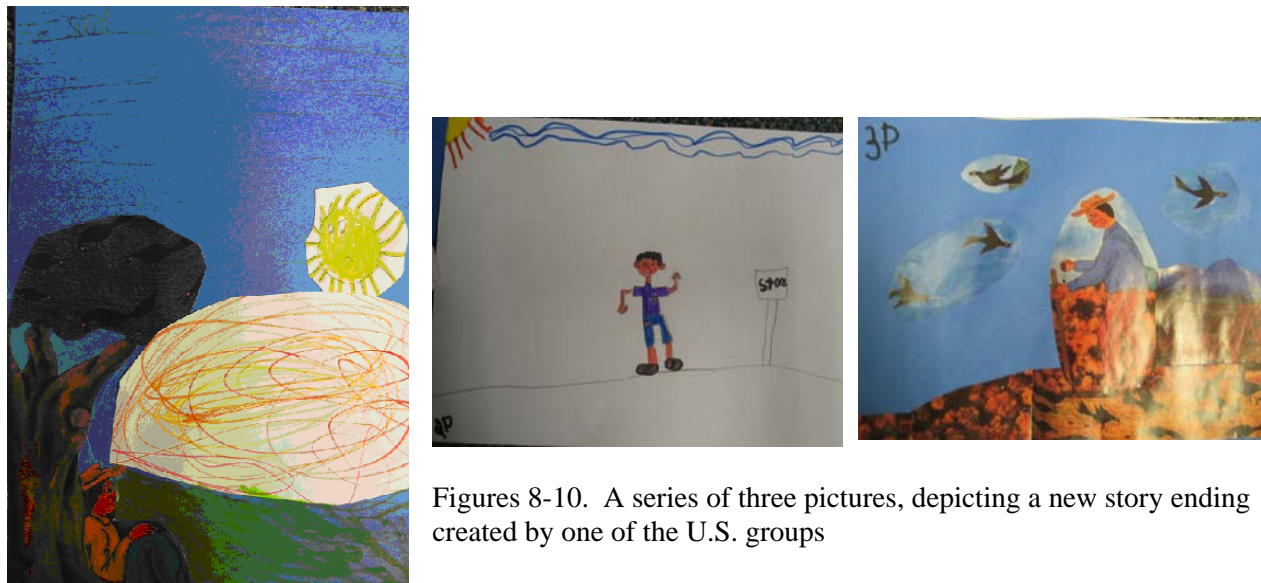 3P
Store
2P
Figures 8-10. A series of three pictures, depicting a new story ending
created by one of the U.S. groups